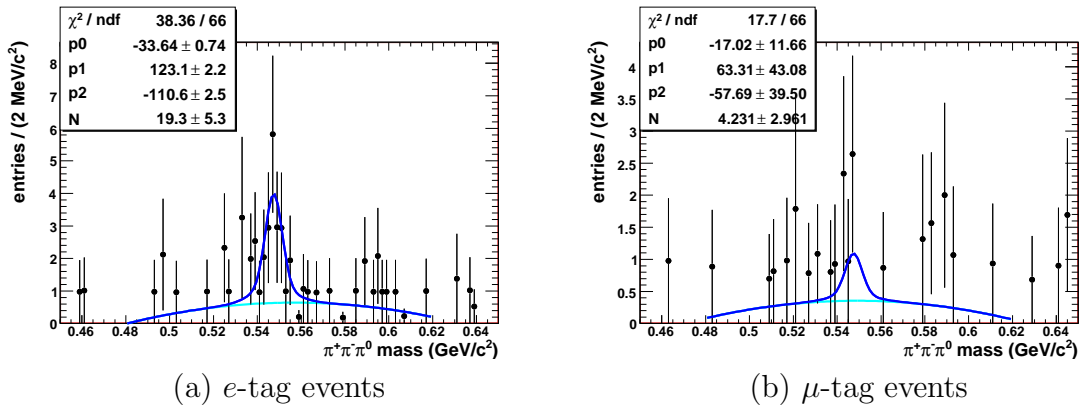 χ² / ndf 38.36 / 66
p0 -33.64 ± 0.74
p1 123.1 ± 2.2
p2 -110.6 ± 2.5
N 19.3 ± 5.3
entries / (2 MeV/c²)
8
7
6
5
4
3
2
1
0
0.46 0.48 0.5 0.52 0.54 0.56 0.58 0.6 0.62 0.64
π⁺π⁻π⁰ mass (GeV/c²)
(a) e-tag events
χ² / ndf 17.7 / 66
p0 -17.02 ± 11.66
p1 63.31 ± 43.08
p2 -57.69 ± 39.50
N 4.231 ± 2.961
entries / (2 MeV/c²)
4
3.5
3
2.5
2
1.5
1
0.5
0
0.46 0.48 0.5 0.52 0.54 0.56 0.58 0.6 0.62 0.64
π⁺π⁻π⁰ mass (GeV/c²)
(b) μ-tag events